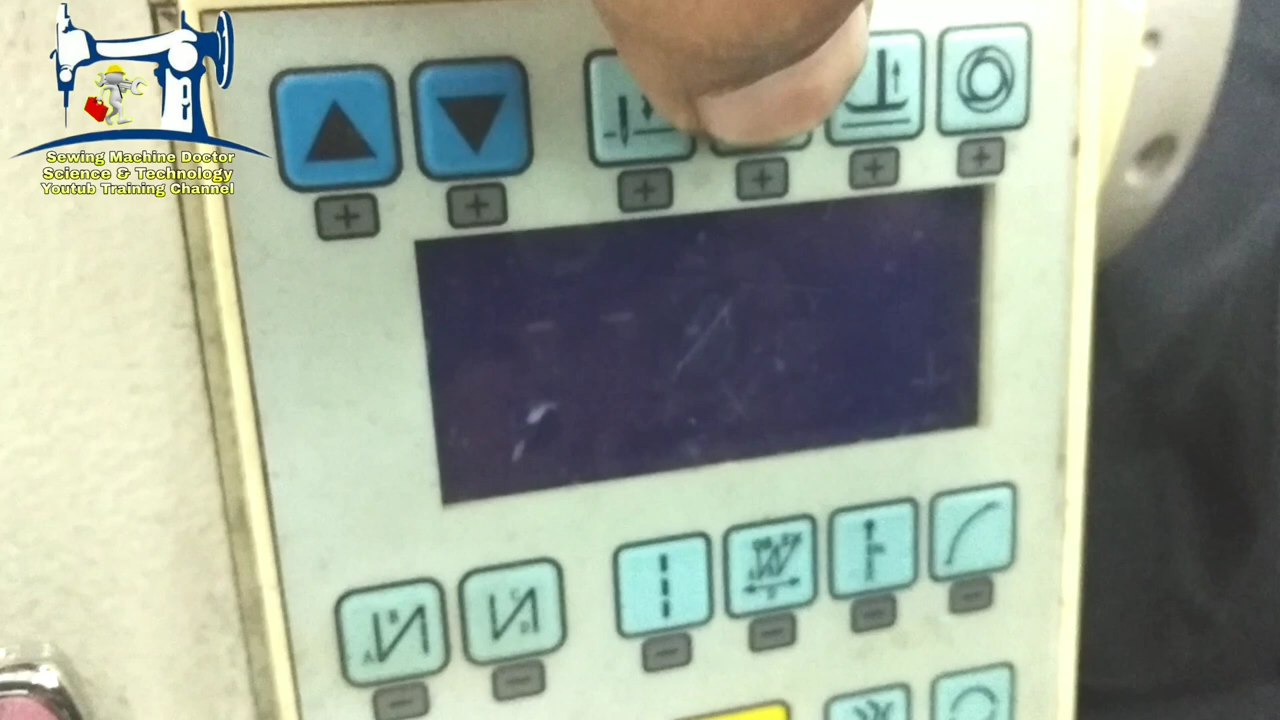 Sewing Machine Doctor
Science & Technology
Youtub Training Channel
+ + + + + +
B
A
C
D
- - - - - -